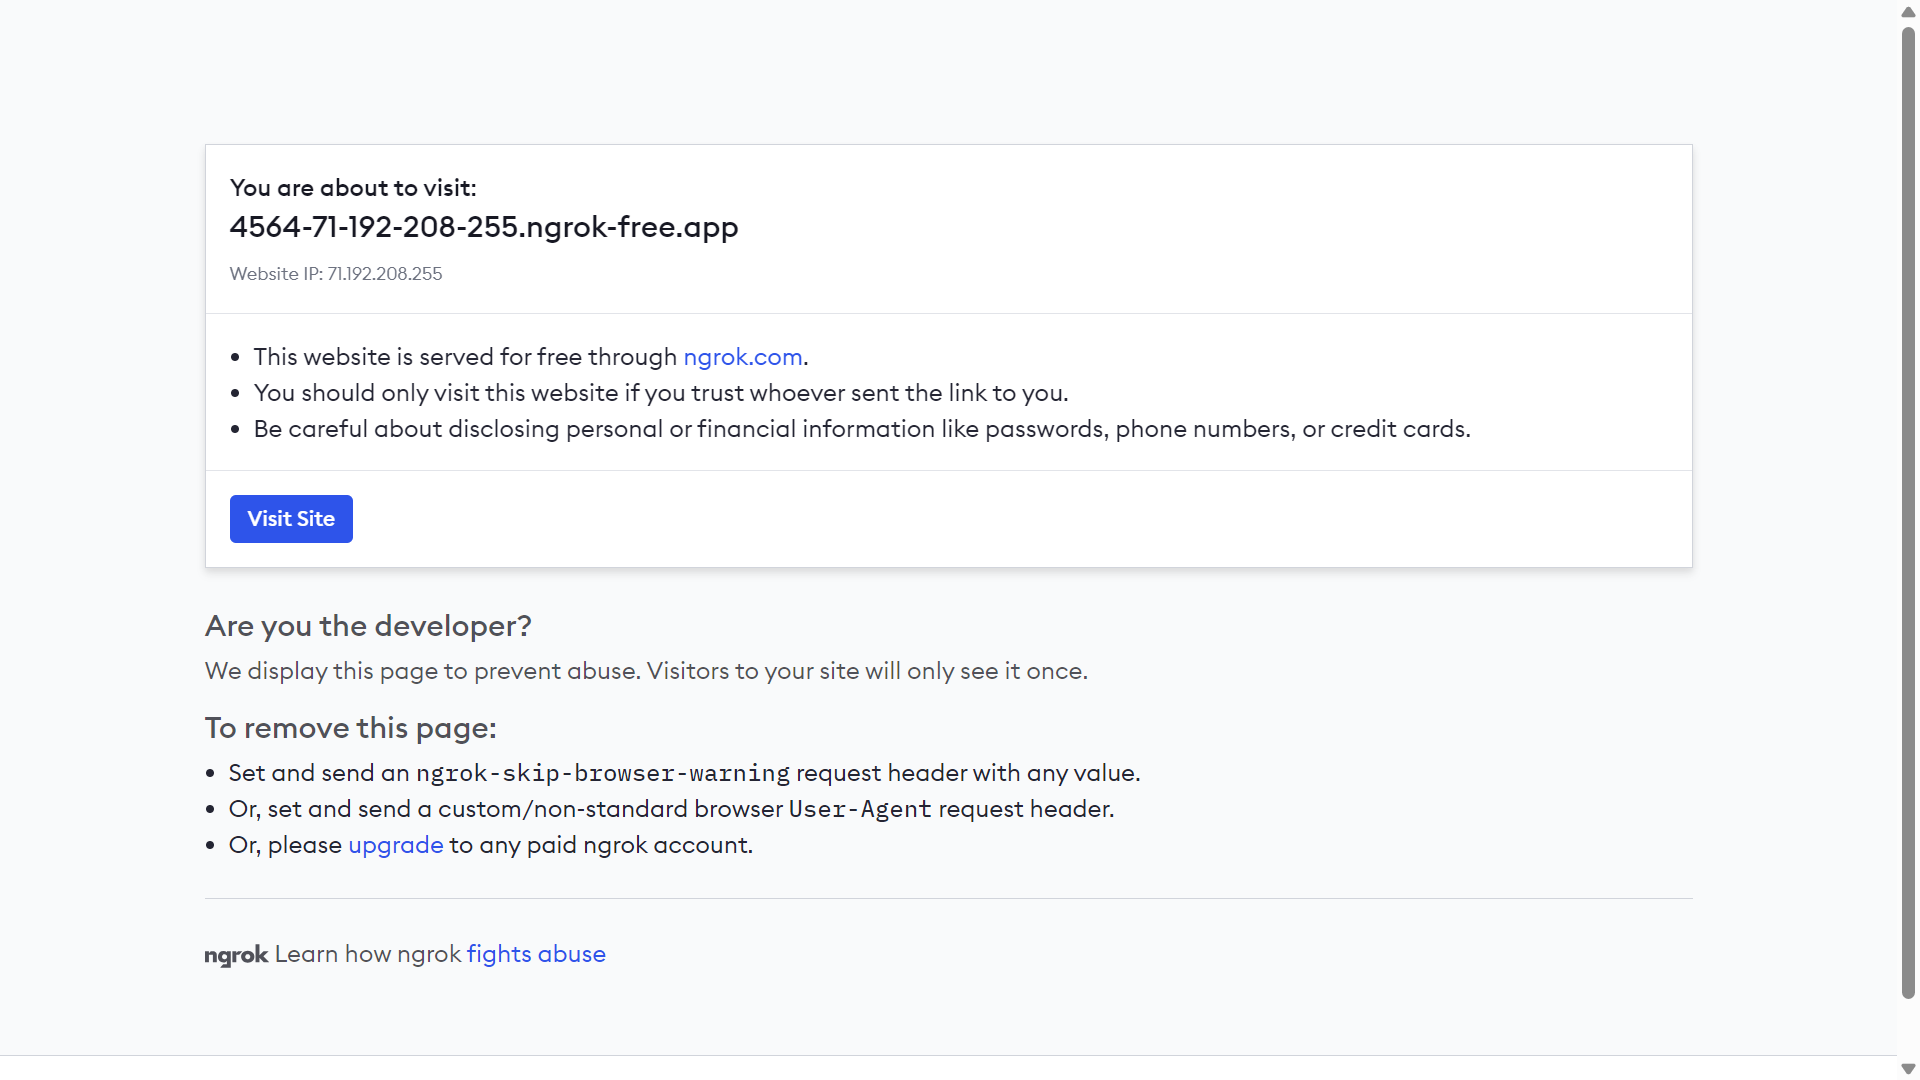 You are about to visit:
4564-71-192-208-255.ngrok-free.app
Website IP: 71.192.208.255
This website is served for free through ngrok.com.
You should only visit this website if you trust whoever sent the link to you.
Be careful about disclosing personal or financial information like passwords, phone numbers, or credit cards.
Visit Site
Are you the developer?
We display this page to prevent abuse. Visitors to your site will only see it once.
To remove this page:
Set and send an ngrok-skip-browser-warning request header with any value.
Or, set and send a custom/non-standard browser User-Agent request header.
Or, please upgrade to any paid ngrok account.
ngrok Learn how ngrok fights abuse